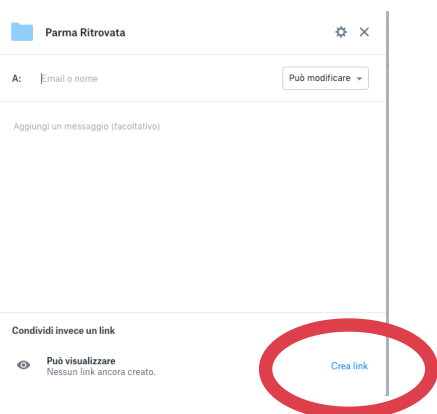 Parma Ritrovata
A: Email o nome Può modificare
Aggiungi un messaggio (facoltativo)
Condividi invece un link
Può visualizzare
Nessun link ancora creato.
Crea link